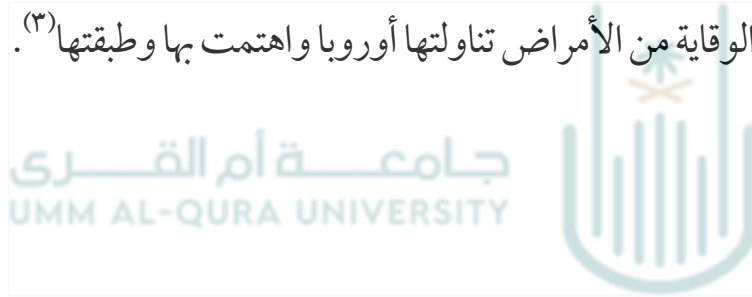 الوقاية من الأمراض تناولتها أوروبا واهتمت بها وطبقتها(٣).
جامعة أم القرى
UMM AL-QURA UNIVERSITY